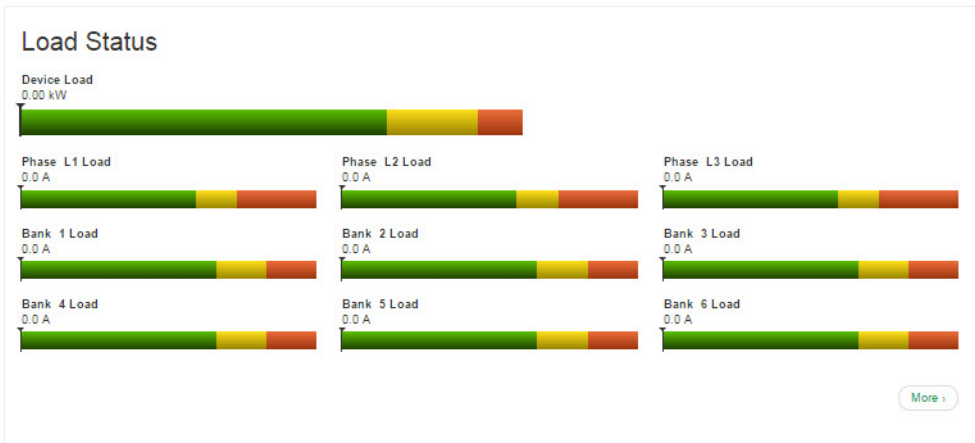 Load Status
Device Load
0.00 kW
Phase L1 Load
0.0 A
Phase L2 Load
0.0 A
Phase L3 Load
0.0 A
Bank 1 Load
0.0 A
Bank 2 Load
0.0 A
Bank 3 Load
0.0 A
Bank 4 Load
0.0 A
Bank 5 Load
0.0 A
Bank 6 Load
0.0 A
More ›